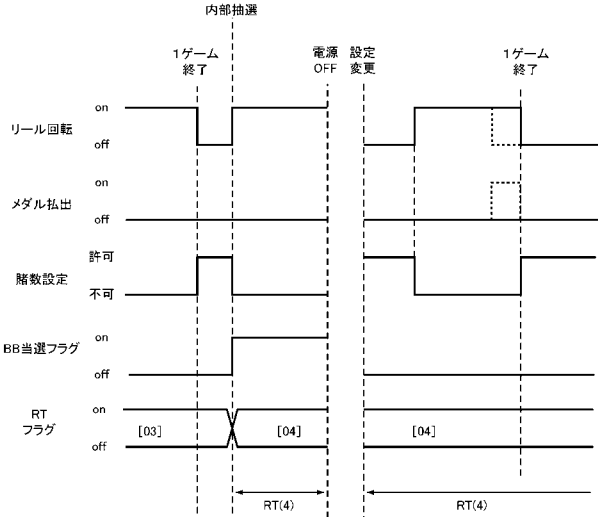 内部抽選
1ゲーム
終了
電源
OFF
設定
変更
1ゲーム
終了
リール回転
on
off
メダル払出
on
off
賭数設定
許可
不可
BB当選フラグ
on
off
RT
フラグ
on
off
[03]
[04]
[04]
RT(4)
RT(4)